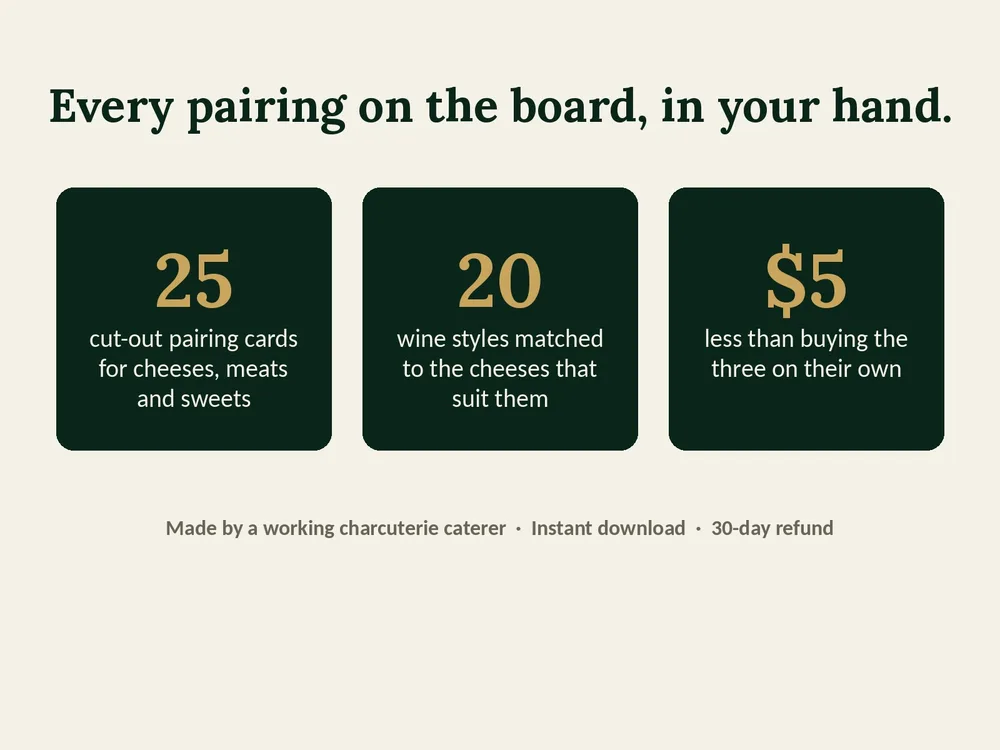 Every pairing on the board, in your hand.
25
cut-out pairing cards
for cheeses, meats
and sweets
20
wine styles matched
to the cheeses that
suit them
$5
less than buying the
three on their own
Made by a working charcuterie caterer · Instant download · 30-day refund